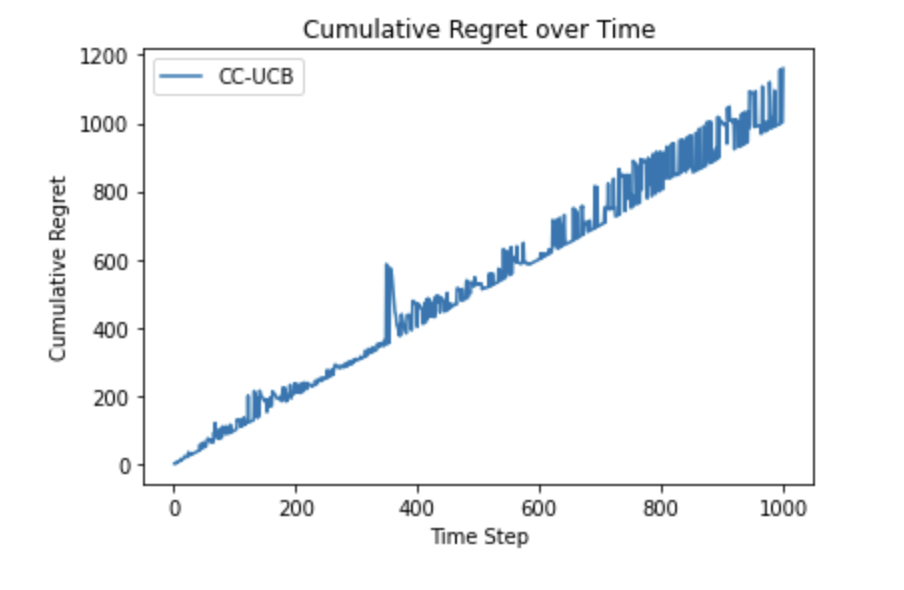 Cumulative Regret over Time
CC-UCB
1200
1000
800
600
400
200
0
Cumulative Regret
0 200 400 600 800 1000
Time Step